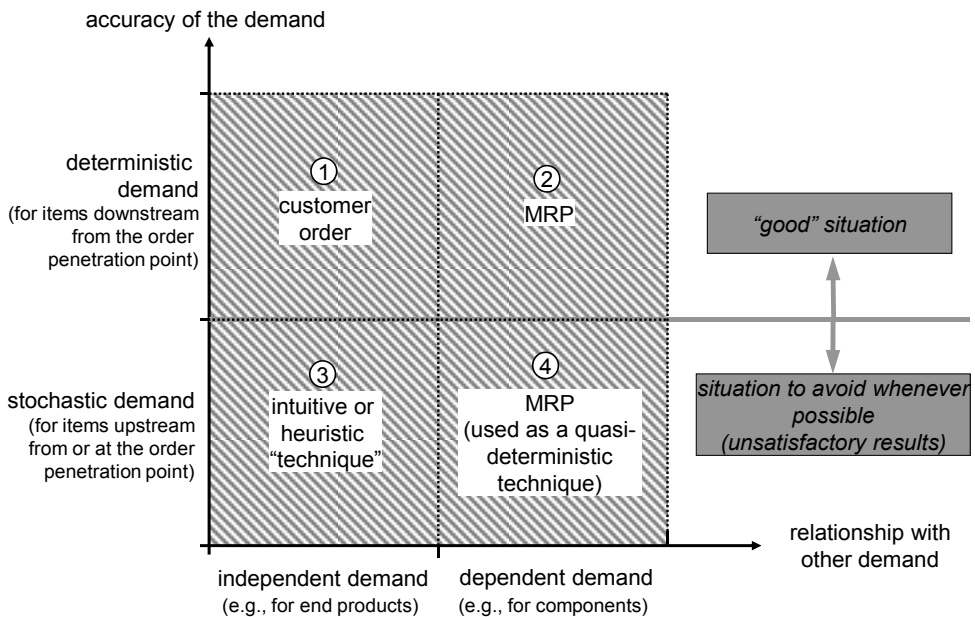 accuracy of the demand
deterministic
demand
(for items downstream
from the order
penetration point)
1
customer
order
2
MRP
"good" situation
stochastic demand
(for items upstream
from or at the order
penetration point)
3
intuitive or
heuristic
"technique"
4
MRP
(used as a quasi-
deterministic
technique)
situation to avoid whenever
possible
(unsatisfactory results)
relationship with
other demand
independent demand
(e.g., for end products)
dependent demand
(e.g., for components)